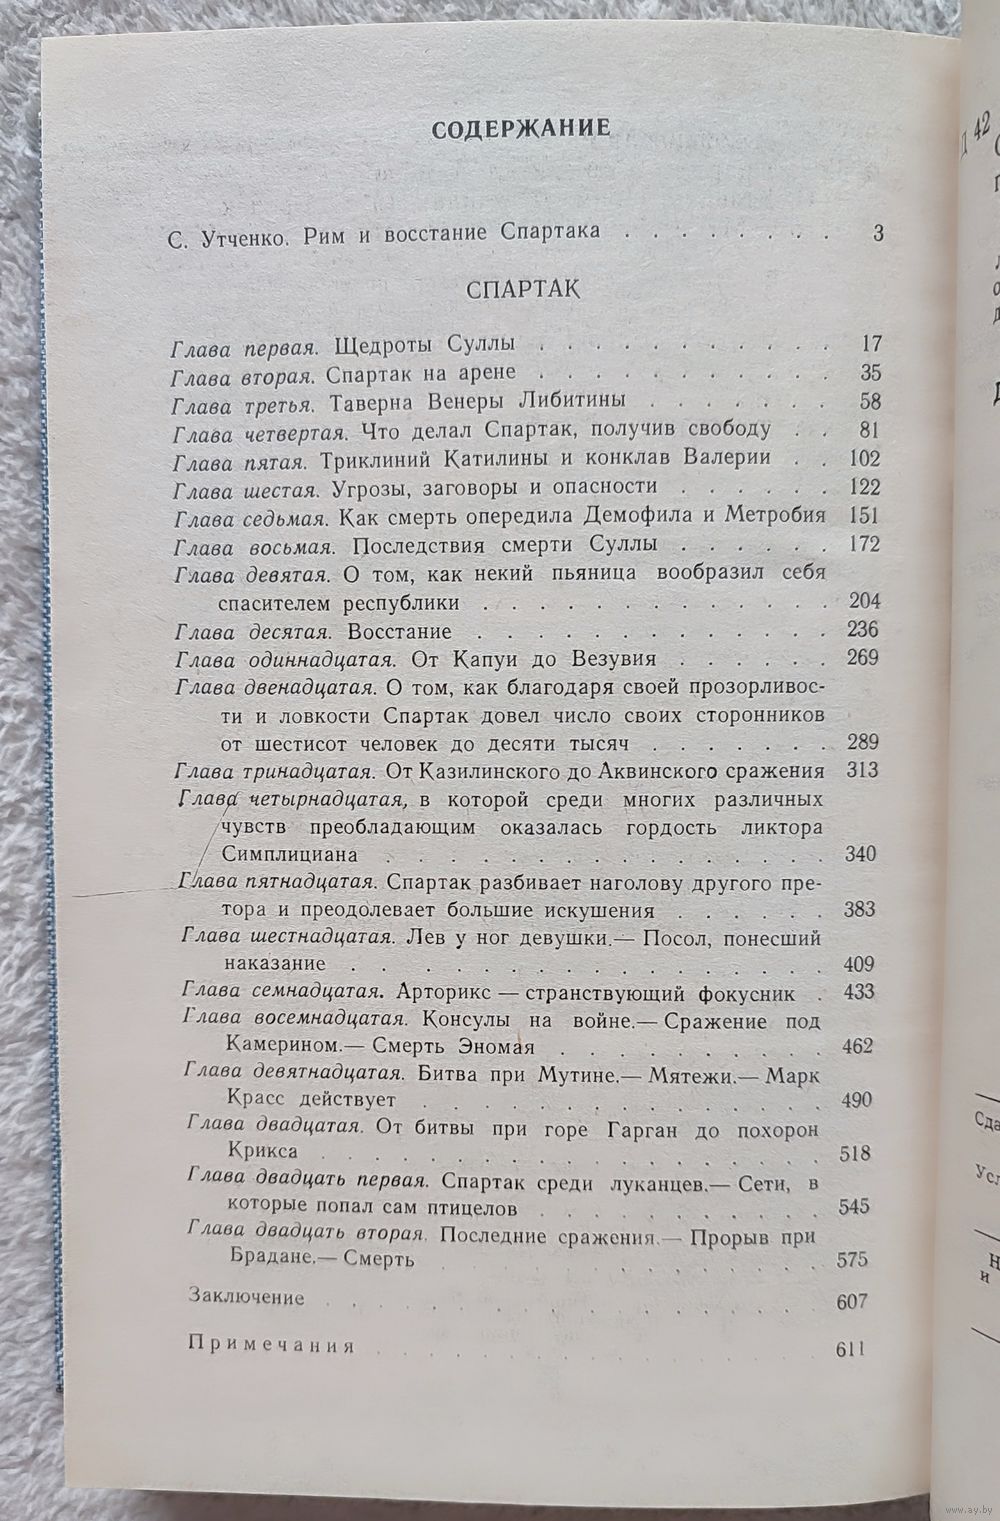 СОДЕРЖАНИЕ
С. Утченко. Рим и восстание Спартака . . . . . . . . 3
СПАРТАК
Глава первая. Щедроты Суллы . . . . . . . . . . . 17
Глава вторая. Спартак на арене . . . . . . . . . . . 35
Глава третья. Таверна Венеры Либитины . . . . . . . 58
Глава четвертая. Что делал Спартак, получив свободу . . 81
Глава пятая. Триклиний Катилины и конклав Валерии . . 102
Глава шестая. Угрозы, заговоры и опасности . . . . . . 122
Глава седьмая. Как смерть опередила Демофила и Метробия 151
Глава восьмая. Последствия смерти Суллы . . . . . . 172
Глава девятая. О том, как некий пьяница вообразил себя
спасителем республики . . . . . . . . . . . . . 204
Глава десятая. Восстание . . . . . . . . . . . . . 236
Глава одиннадцатая. От Капуи до Везувия . . . . . . 269
Глава двенадцатая. О том, как благодаря своей прозорливос-
ти и ловкости Спартак довел число своих сторонников
от шестисот человек до десяти тысяч . . . . . . . 289
Глава тринадцатая. От Казилинского до Аквинского сражения 313
Глава четырнадцатая, в которой среди многих различных
чувств преобладающим оказалась гордость ликтора
Симплициана . . . . . . . . . . . . . . . . . 340
Глава пятнадцатая. Спартак разбивает наголову другого пре-
тора и преодолевает большие искушения . . . . . . 383
Глава шестнадцатая. Лев у ног девушки.— Посол, понесший
наказание . . . . . . . . . . . . . . . . . . 409
Глава семнадцатая. Арторикс — странствующий фокусник . 433
Глава восемнадцатая. Консулы на войне.— Сражение под
Камерином.— Смерть Эномая . . . . . . . . . . 462
Глава девятнадцатая. Битва при Мутине.— Мятежи.— Марк
Красс действует . . . . . . . . . . . . . . . 490
Глава двадцатая. От битвы при горе Гарган до похорон
Крикса . . . . . . . . . . . . . . . . . . . 518
Глава двадцать первая. Спартак среди луканцев.— Сети, в
которые попал сам птицелов . . . . . . . . . . . 545
Глава двадцать вторая. Последние сражения.— Прорыв при
Брадане.— Смерть . . . . . . . . . . . . . . 575
Заключение . . . . . . . . . . . . . . . . . . 607
Примечания . . . . . . . . . . . . . . . . . 611
42
Сда
Усл
Н
и
www.ay.by